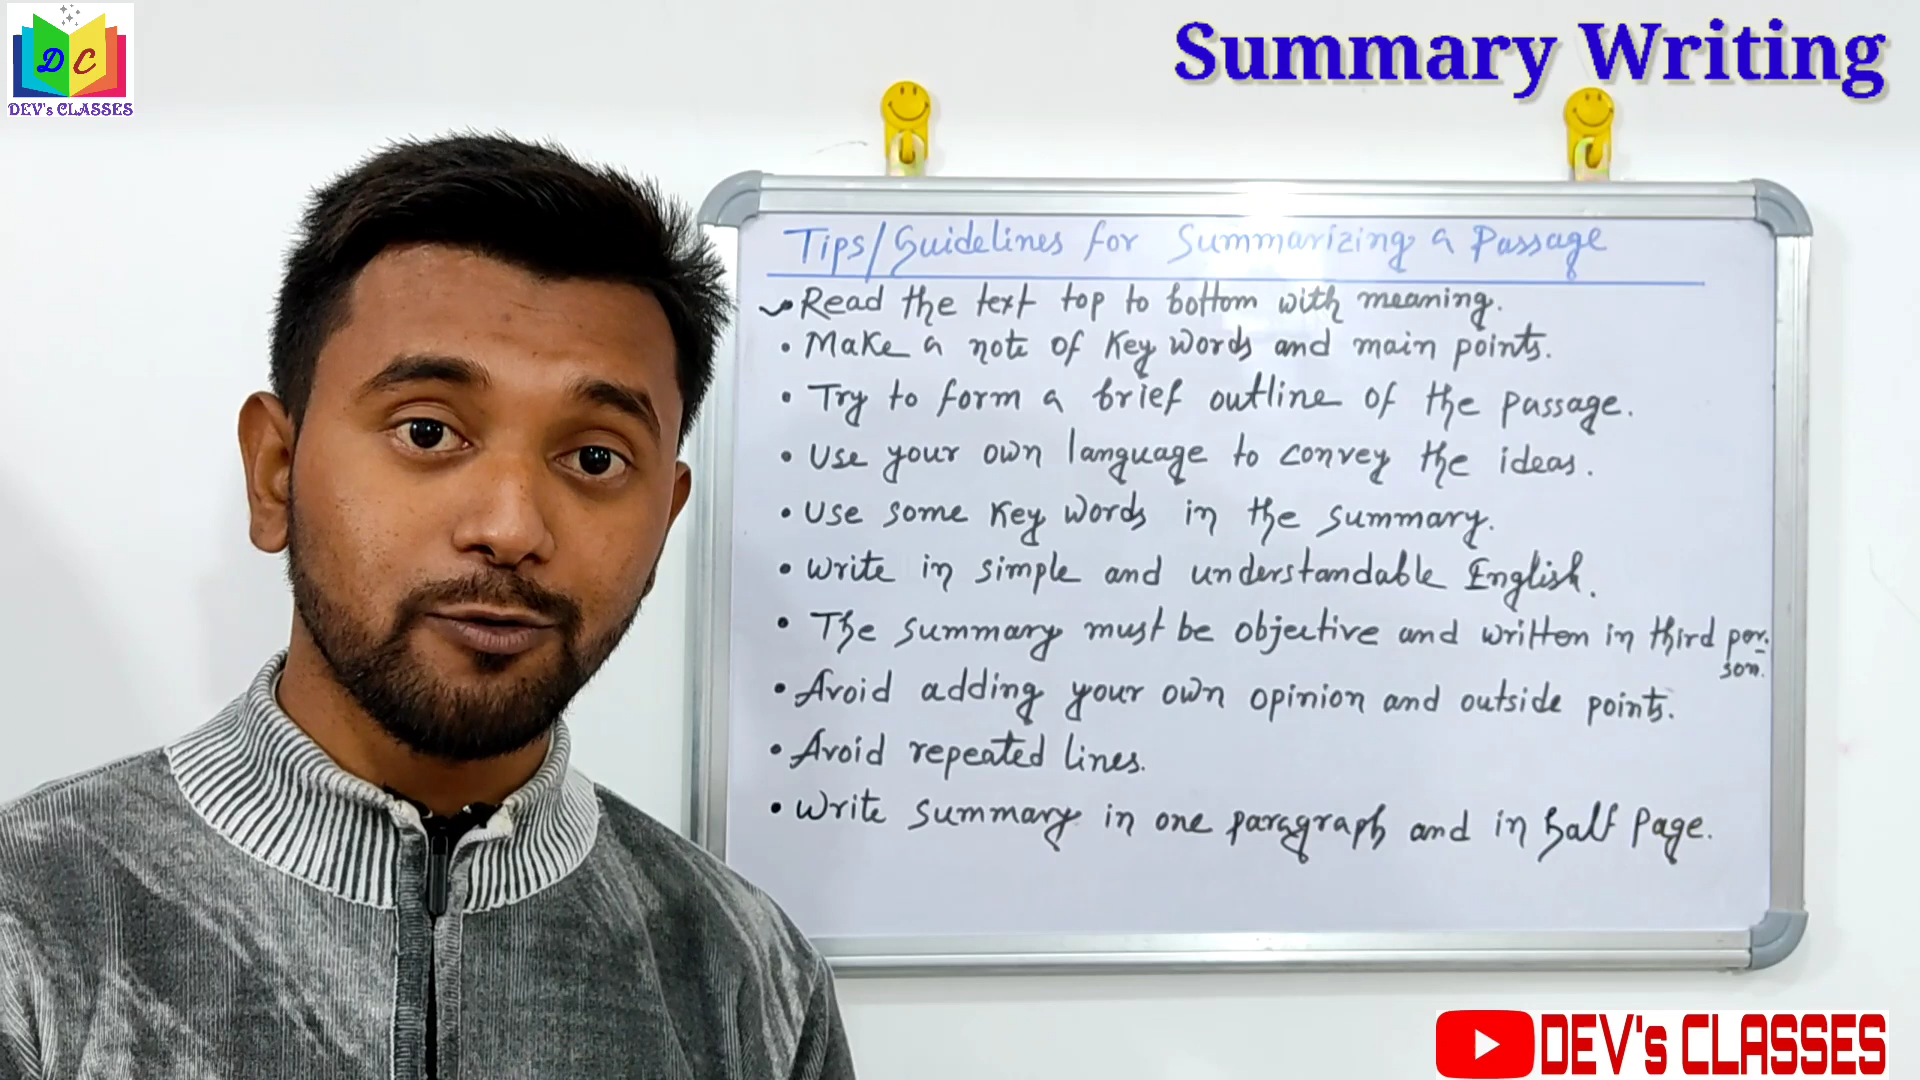 DC
DEV's CLASSES
Summary Writing
Tips/Guidelines for Summarizing a Passage
• Read the text top to bottom with meaning.
• Make a note of Key Words and main points.
• Try to form a brief outline of the passage.
• Use your own language to convey the ideas.
• Use some Key Words in the summary.
• Write in simple and understandable English.
• The summary must be objective and written in third per-
son.
• Avoid adding your own opinion and outside points.
• Avoid repeated lines.
• Write summary in one paragraph and in half Page.
DEV's CLASSES